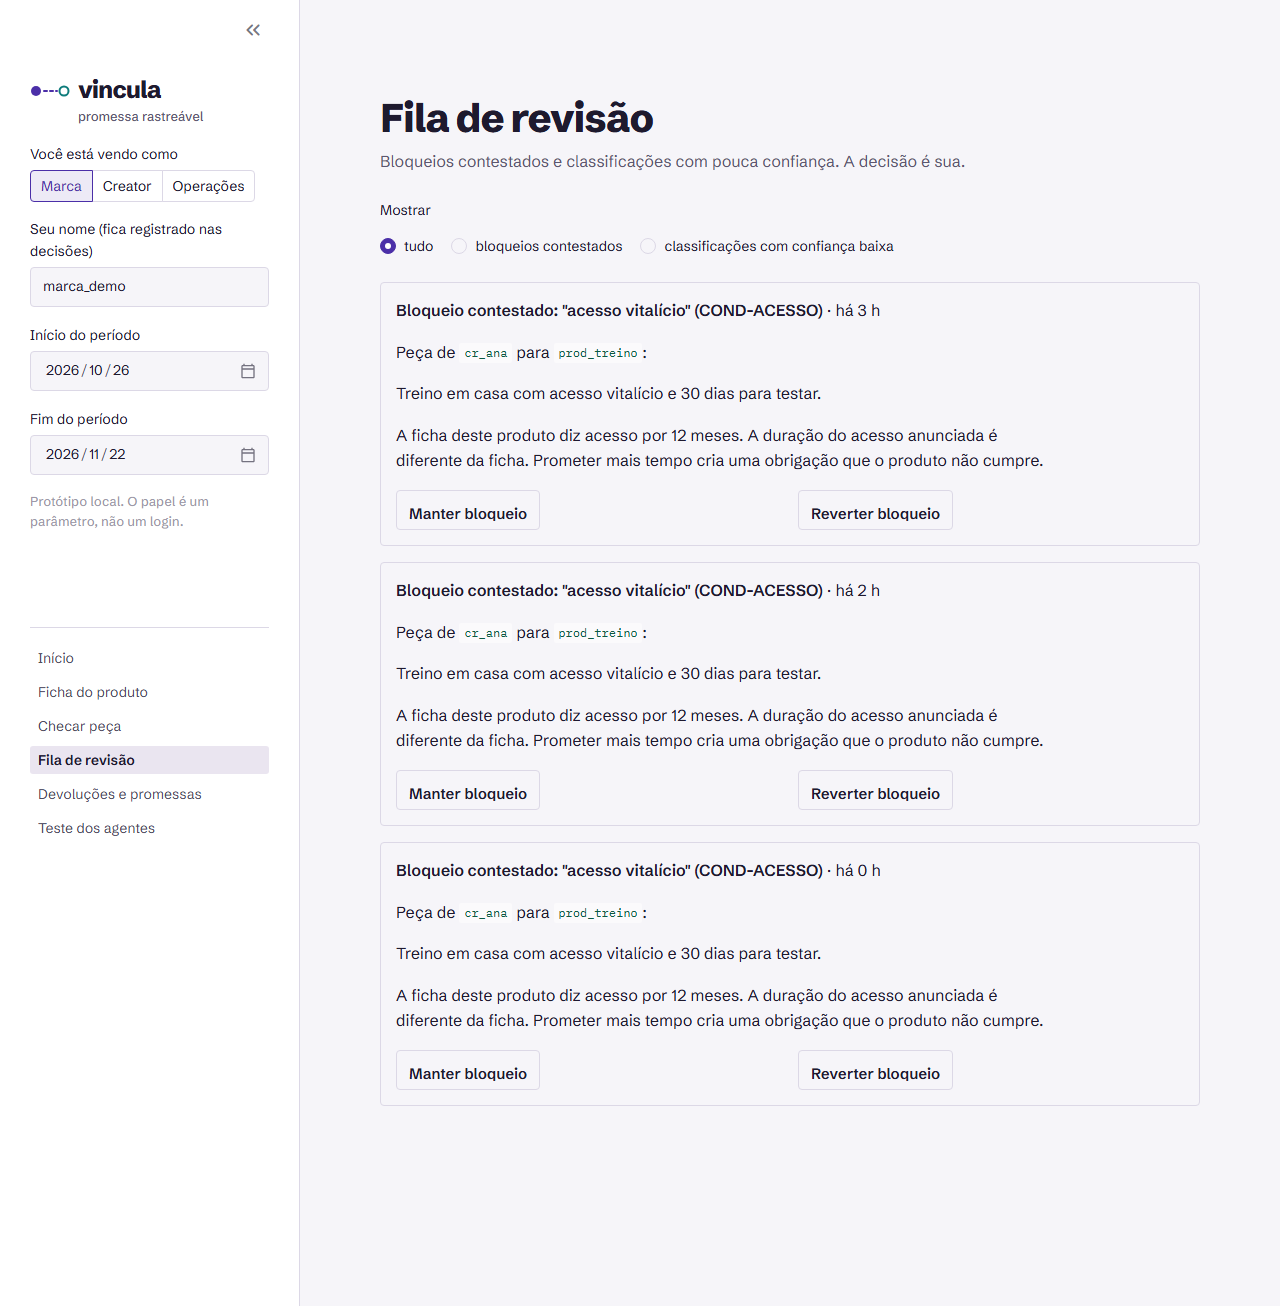 vincula
promessa rastreável
Você está vendo como
Marca Creator Operações
Seu nome (fica registrado nas
decisões)
marca_demo
Início do período
2026/10/26
Fim do período
2026/11/22
Protótipo local. O papel é um
parâmetro, não um login.
Início
Ficha do produto
Checar peça
Fila de revisão
Devoluções e promessas
Teste dos agentes
Fila de revisão
Bloqueios contestados e classificações com pouca confiança. A decisão é sua.
Mostrar
tudo bloqueios contestados classificações com confiança baixa
Bloqueio contestado: "acesso vitalício" (COND-ACESSO) · há 3 h
Peça de cr_ana para prod_treino:
Treino em casa com acesso vitalício e 30 dias para testar.
A ficha deste produto diz acesso por 12 meses. A duração do acesso anunciada é
diferente da ficha. Prometer mais tempo cria uma obrigação que o produto não cumpre.
Manter bloqueio Reverter bloqueio
Bloqueio contestado: "acesso vitalício" (COND-ACESSO) · há 2 h
Peça de cr_ana para prod_treino:
Treino em casa com acesso vitalício e 30 dias para testar.
A ficha deste produto diz acesso por 12 meses. A duração do acesso anunciada é
diferente da ficha. Prometer mais tempo cria uma obrigação que o produto não cumpre.
Manter bloqueio Reverter bloqueio
Bloqueio contestado: "acesso vitalício" (COND-ACESSO) · há 0 h
Peça de cr_ana para prod_treino:
Treino em casa com acesso vitalício e 30 dias para testar.
A ficha deste produto diz acesso por 12 meses. A duração do acesso anunciada é
diferente da ficha. Prometer mais tempo cria uma obrigação que o produto não cumpre.
Manter bloqueio Reverter bloqueio